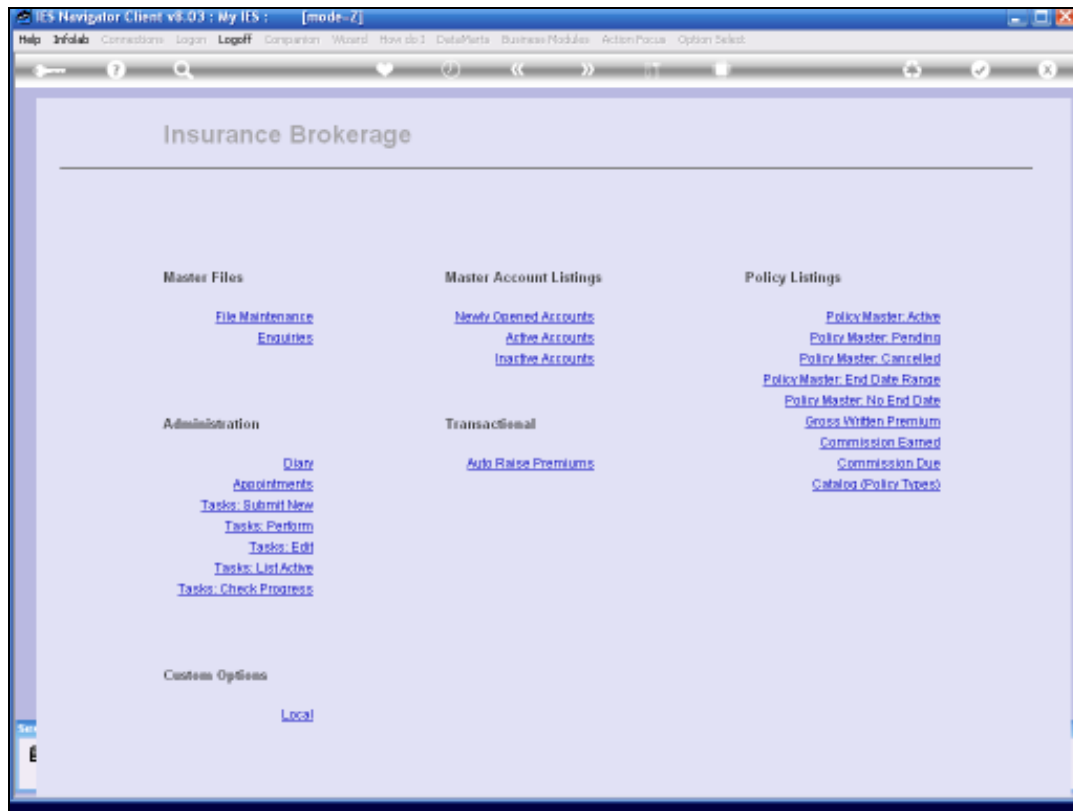 IES Navigator Client v8.03 : My IES : [mode=Z]
Help Infolab Connections Logon Logoff Companion Wizard How do I Data/Meta Business Modules Action Focus Option Select
Insurance Brokerage
Master Files
File Maintenance
Enquiries
Master Account Listings
Newly Opened Accounts
Active Accounts
Inactive Accounts
Policy Listings
Policy Master: Active
Policy Master: Pending
Policy Master: Cancelled
Policy Master: End Date Range
Policy Master: No End Date
Gross Written Premium
Commission Earned
Commission Due
Catalog (Policy Types)
Administration
Diary
Appointments
Tasks: Submit New
Tasks: Perform
Tasks: Edit
Tasks: List Active
Tasks: Check Progress
Transactional
Auto Raise Premiums
Custom Options
Local